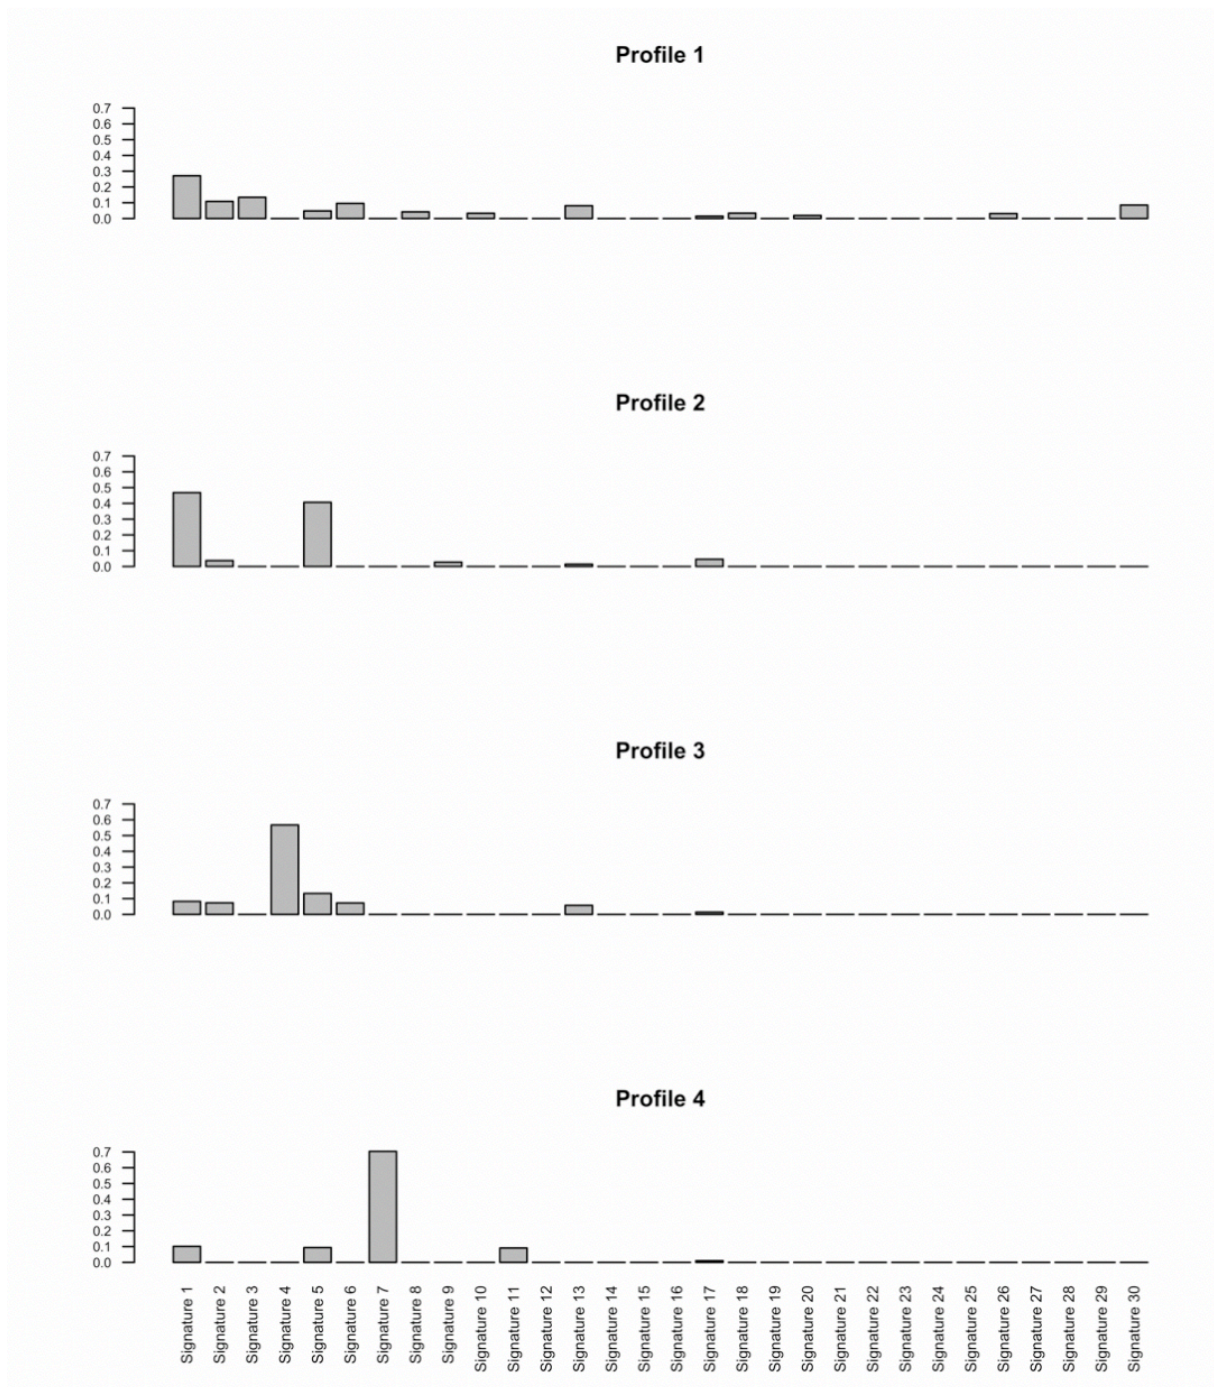 Profile 1
0.7
0.6
0.5
0.4
0.3
0.2
0.1
0.0
Profile 2
0.7
0.6
0.5
0.4
0.3
0.2
0.1
0.0
Profile 3
0.7
0.6
0.5
0.4
0.3
0.2
0.1
0.0
Profile 4
0.7
0.6
0.5
0.4
0.3
0.2
0.1
0.0
Signature 1
Signature 2
Signature 3
Signature 4
Signature 5
Signature 6
Signature 7
Signature 8
Signature 9
Signature 10
Signature 11
Signature 12
Signature 13
Signature 14
Signature 15
Signature 16
Signature 17
Signature 18
Signature 19
Signature 20
Signature 21
Signature 22
Signature 23
Signature 24
Signature 25
Signature 26
Signature 27
Signature 28
Signature 29
Signature 30